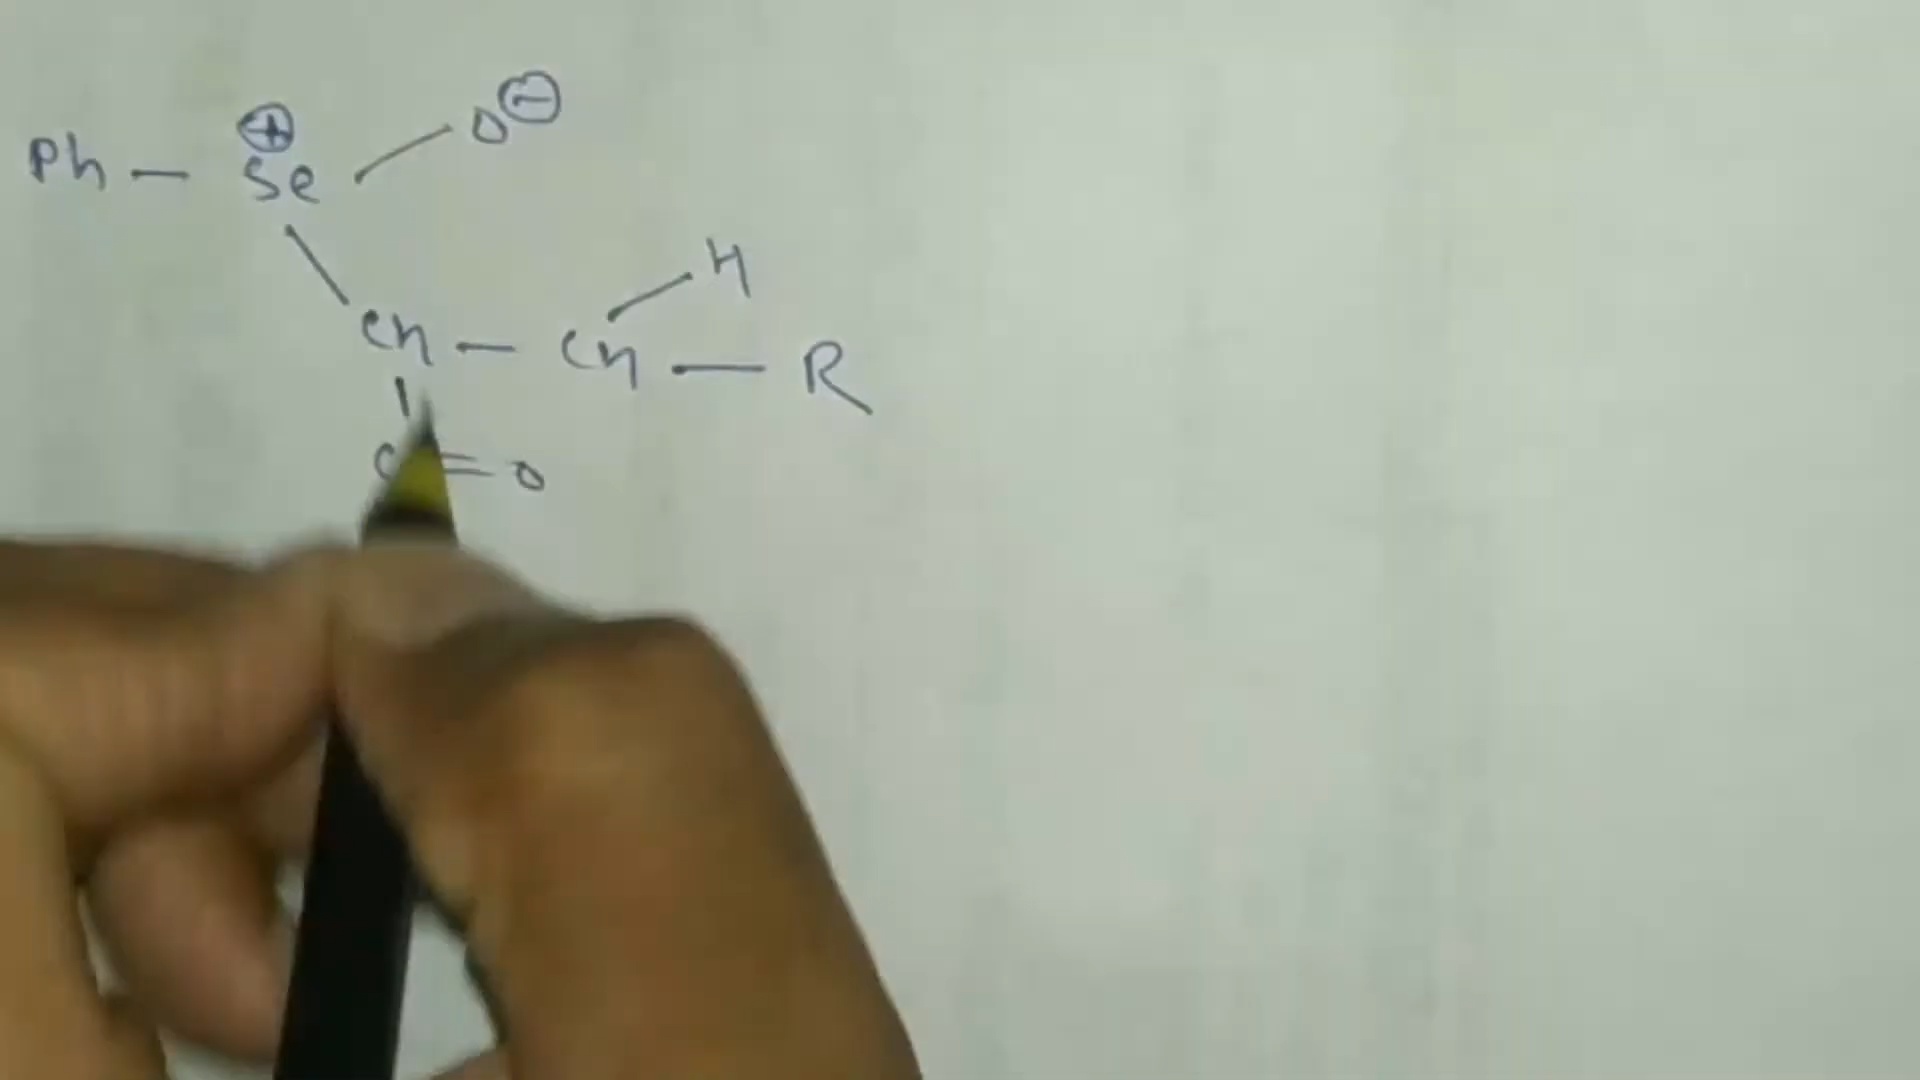 Ph - Se⊕ - O⊖
H
CH - CH - R
C = O